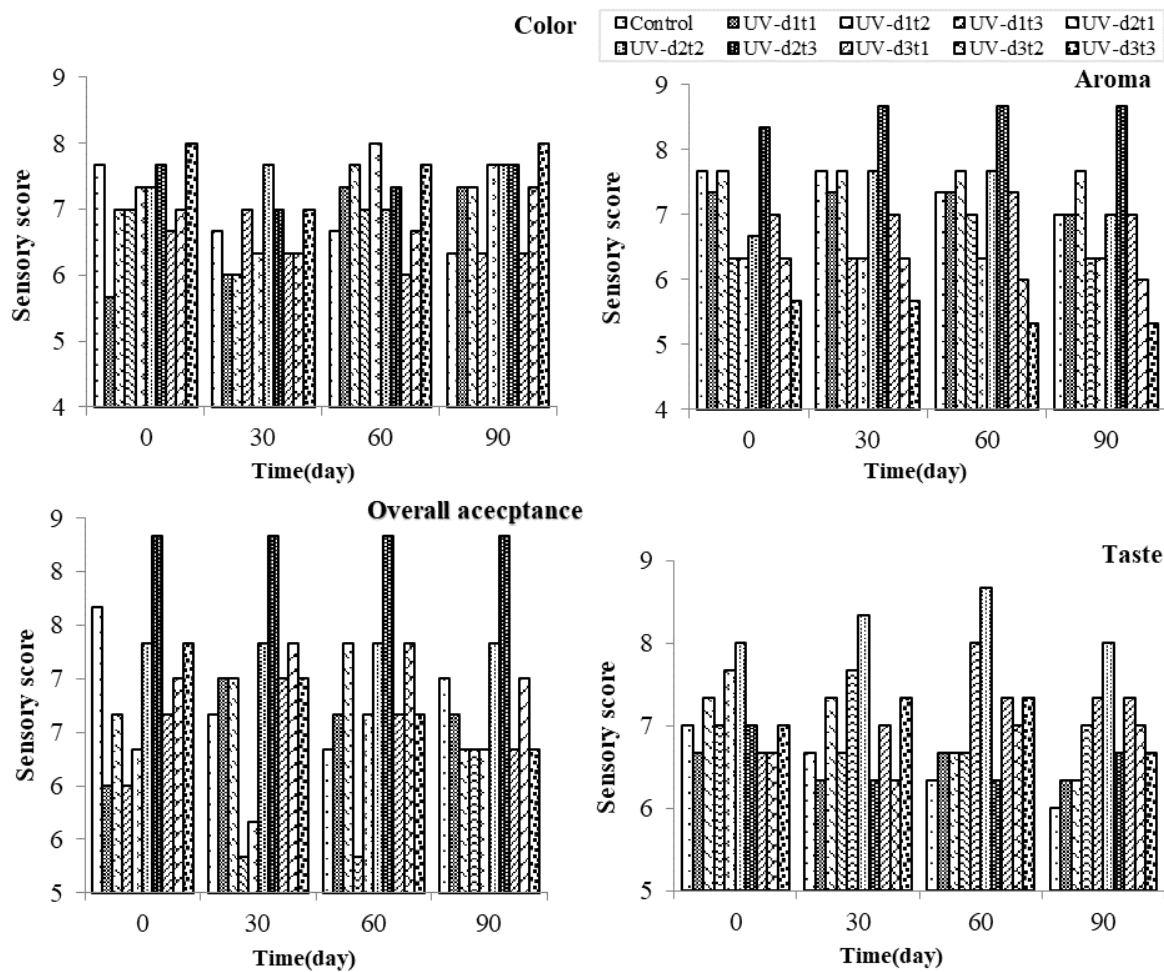 Color
Control UV-d1t1 UV-d1t2 UV-d1t3 UV-d2t1
UV-d2t2 UV-d2t3 UV-d3t1 UV-d3t2 UV-d3t3
9
8
7
6
5
4
Sensory score
0 30 60 90
Time(day)
Aroma
9
8
7
6
5
4
Sensory score
0 30 60 90
Time(day)
Overall acecptance
9
8
8
7
7
6
6
5
Sensory score
0 30 60 90
Time(day)
Taste
9
8
7
6
5
Sensory score
0 30 60 90
Time(day)